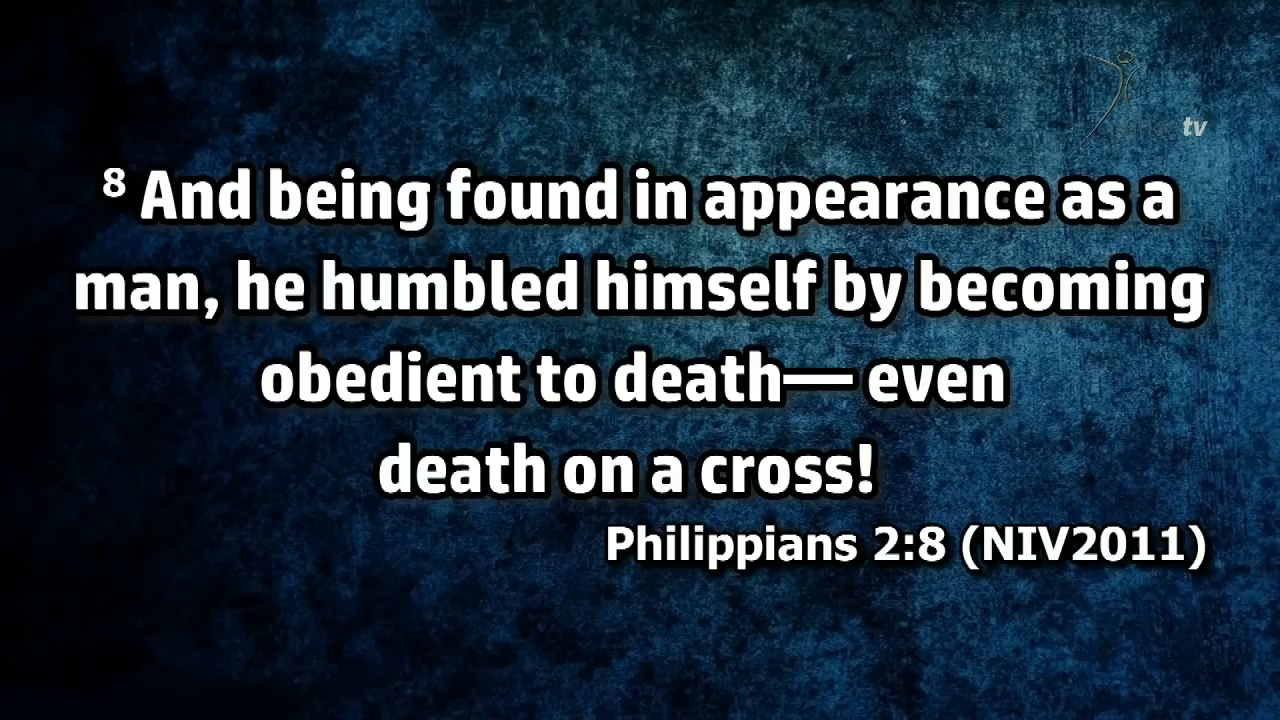 tv
⁸ And being found in appearance as a
man, he humbled himself by becoming
obedient to death— even
death on a cross!
Philippians 2:8 (NIV2011)